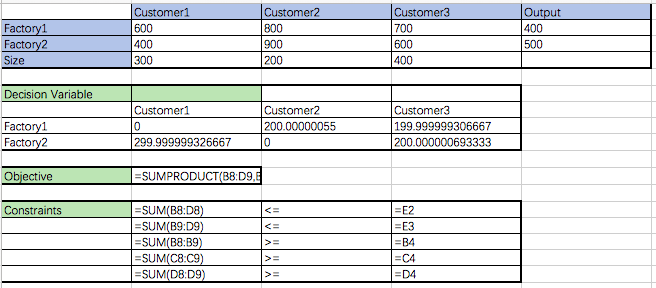 Customer1 Customer2 Customer3 Output
Factory1 600 800 700 400
Factory2 400 900 600 500
Size 300 200 400
Decision Variable
Customer1 Customer2 Customer3
Factory1 0 200.00000055 199.999999306667
Factory2 299.999999326667 0 200.000000693333
Objective =SUMPRODUCT(B8:D9,B
Constraints =SUM(B8:D8) <= =E2
=SUM(B9:D9) <= =E3
=SUM(B8:B9) >= =B4
=SUM(C8:C9) >= =C4
=SUM(D8:D9) >= =D4